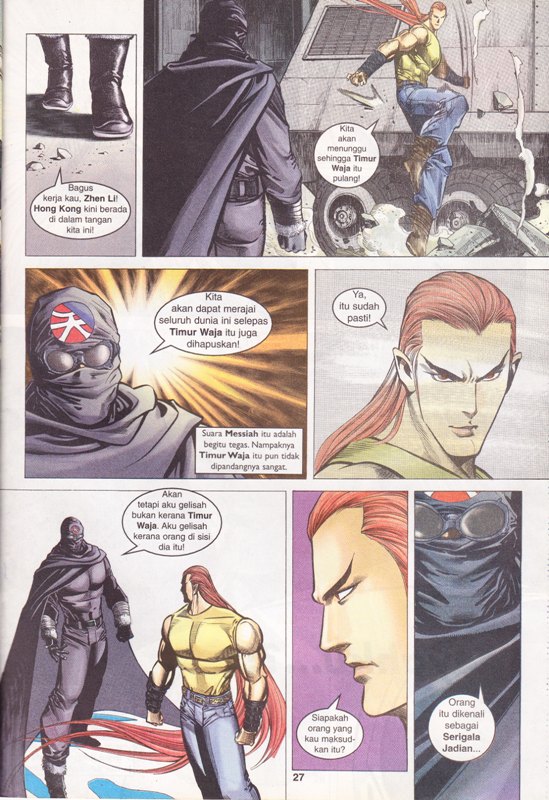 Bagus
kerja kau, Zhen Li!
Hong Kong kini berada
di dalam tangan
kita ini!
Kita
akan
menunggu
sehingga Timur
Waja itu
pulang!
Kita
akan dapat merajai
seluruh dunia ini selepas
Timur Waja itu juga
dihapuskan!
Suara Messiah itu adalah
begitu tegas. Nampaknya
Timur Waja itu pun tidak
dipandangnya sangat.
Ya,
itu sudah
pasti!
Akan
tetapi aku gelisah
bukan kerana Timur
Waja. Aku gelisah
kerana orang di sisi
dia itu!
Siapakah
orang yang
kau maksud-
kan itu?
Orang
itu dikenali
sebagai
Serigala
Jadian...
27